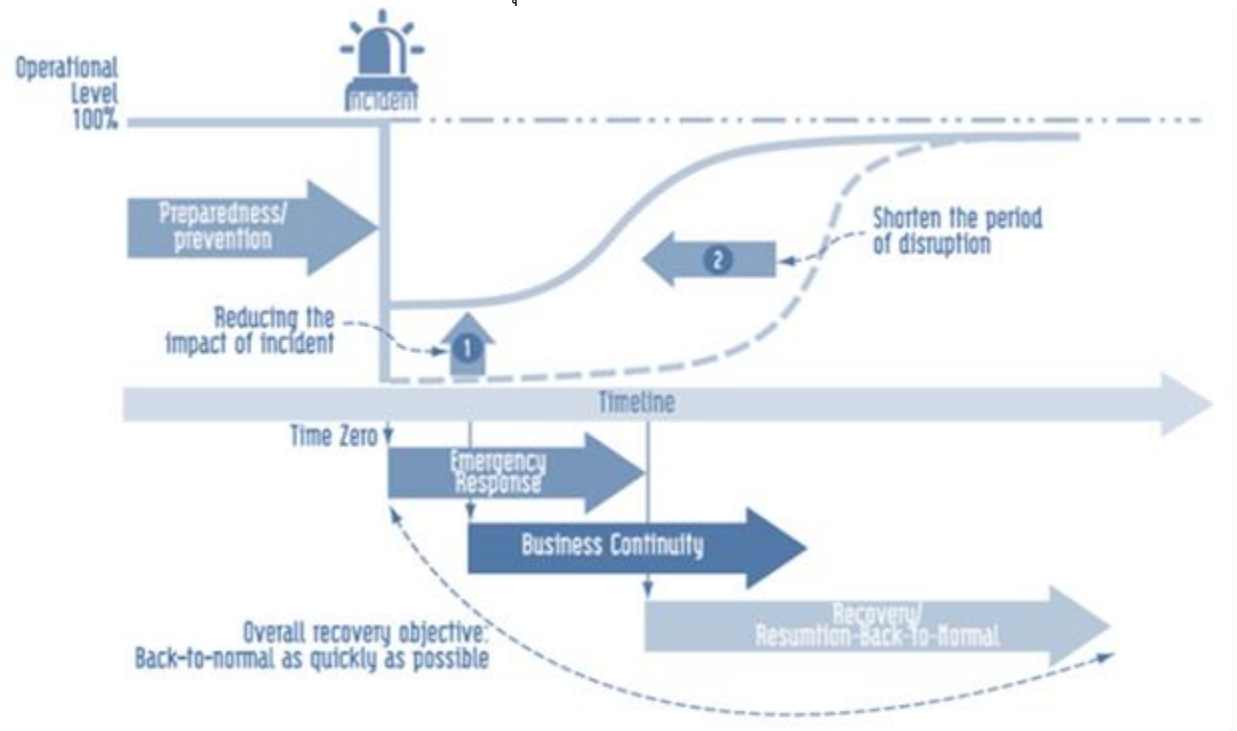 Operational
Level
100%
Incident
Preparedness/
prevention
Shorten the period
of disruption
2
Reducing the
impact of incident
1
Timeline
Time Zero
Emergency
Response
Business Continuity
Recovery/
Resumtion-Back-to-Normal
Overall recovery objective:
Back-to-normal as quickly as possible